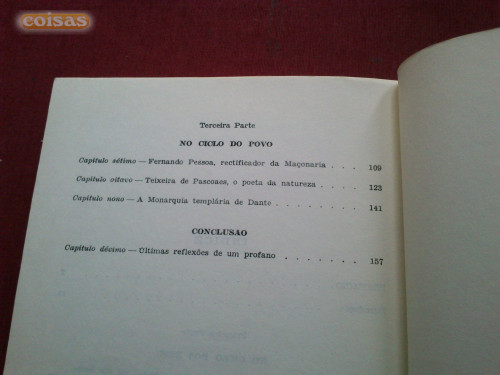 coisas
Terceira Parte
NO CICLO DO POVO
Capítulo sétimo — Fernando Pessoa, rectificador da Maçonaria . . . 109
Capítulo oitavo — Teixeira de Pascoaes, o poeta da natureza . . . . 123
Capítulo nono — A Monarquia templária de Dante . . . . . 141
CONCLUSÃO
Capítulo décimo — Últimas reflexões de um profano . . . . . . . 157